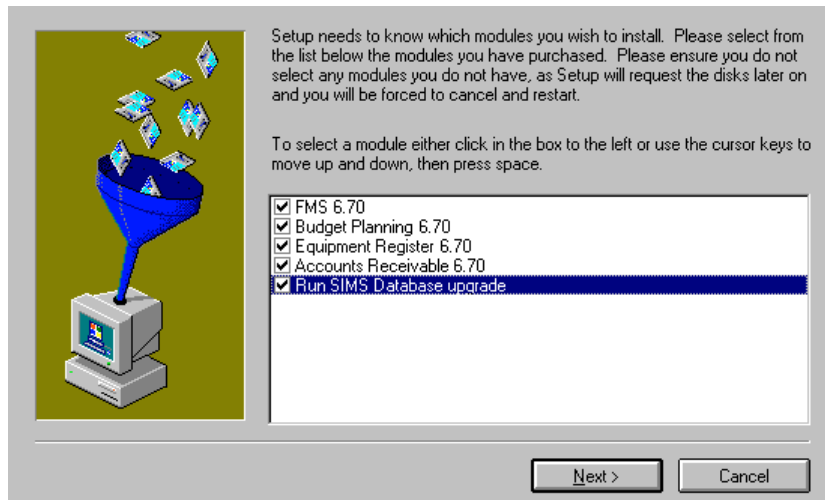 Setup needs to know which modules you wish to install.  Please select from
the list below the modules you have purchased.  Please ensure you do not
select any modules you do not have, as Setup will request the disks later on
and you will be forced to cancel and restart.
To select a module either click in the box to the left or use the cursor keys to
move up and down, then press space.
FMS 6.70
Budget Planning 6.70
Equipment Register 6.70
Accounts Receivable 6.70
Run SIMS Database upgrade
Next >
Cancel